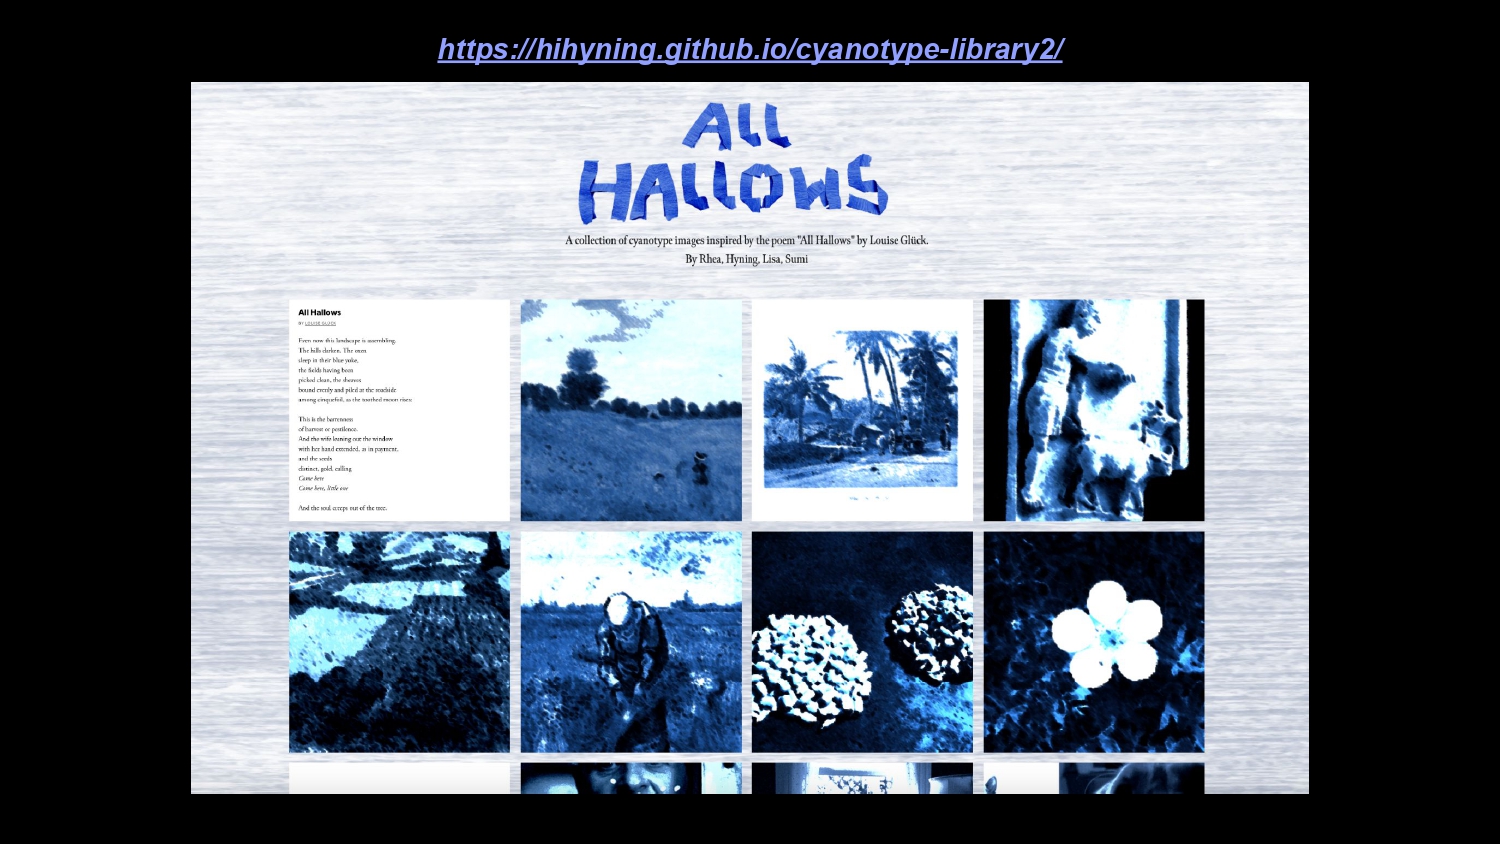 https://hihyning.github.io/cyanotype-library2/
ALL
HALLOWS
A collection of cyanotype images inspired by the poem "All Hallows" by Louise Glück.
By Rhea, Hyning, Lisa, Sumi
All Hallows
BY LOUISE GLÜCK
Even now this landscape is assembling.
The hills darken. The oxen
sleep in their blue yoke,
the fields having been
picked clean, the sheaves
bound evenly and piled at the roadside
among cinquefoil, as the toothed moon rises:
This is the barrenness
of harvest or pestilence.
And the wife leaning out the window
with her hand extended, as in payment,
and the seeds
distinct, gold, calling
Come here
Come here, little one
And the soul creeps out of the tree.